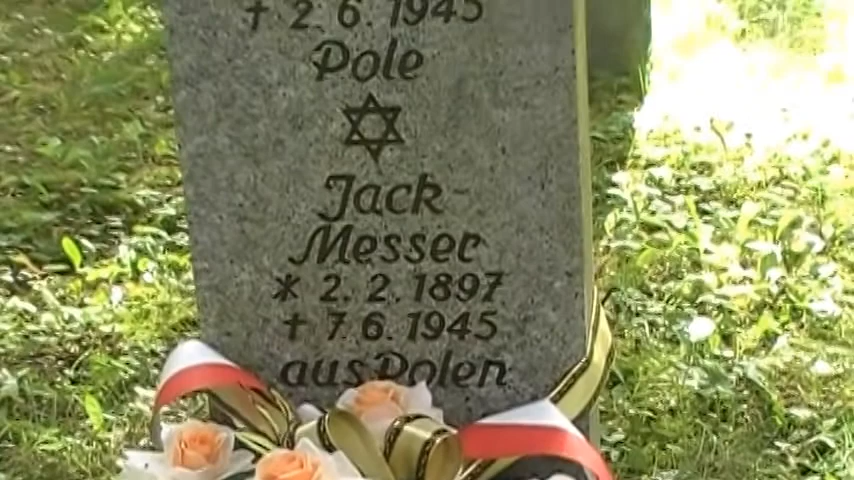 † 2. 6. 1945
Pole
Jack
Messer
* 2. 2. 1897
† 7. 6. 1945
aus Polen